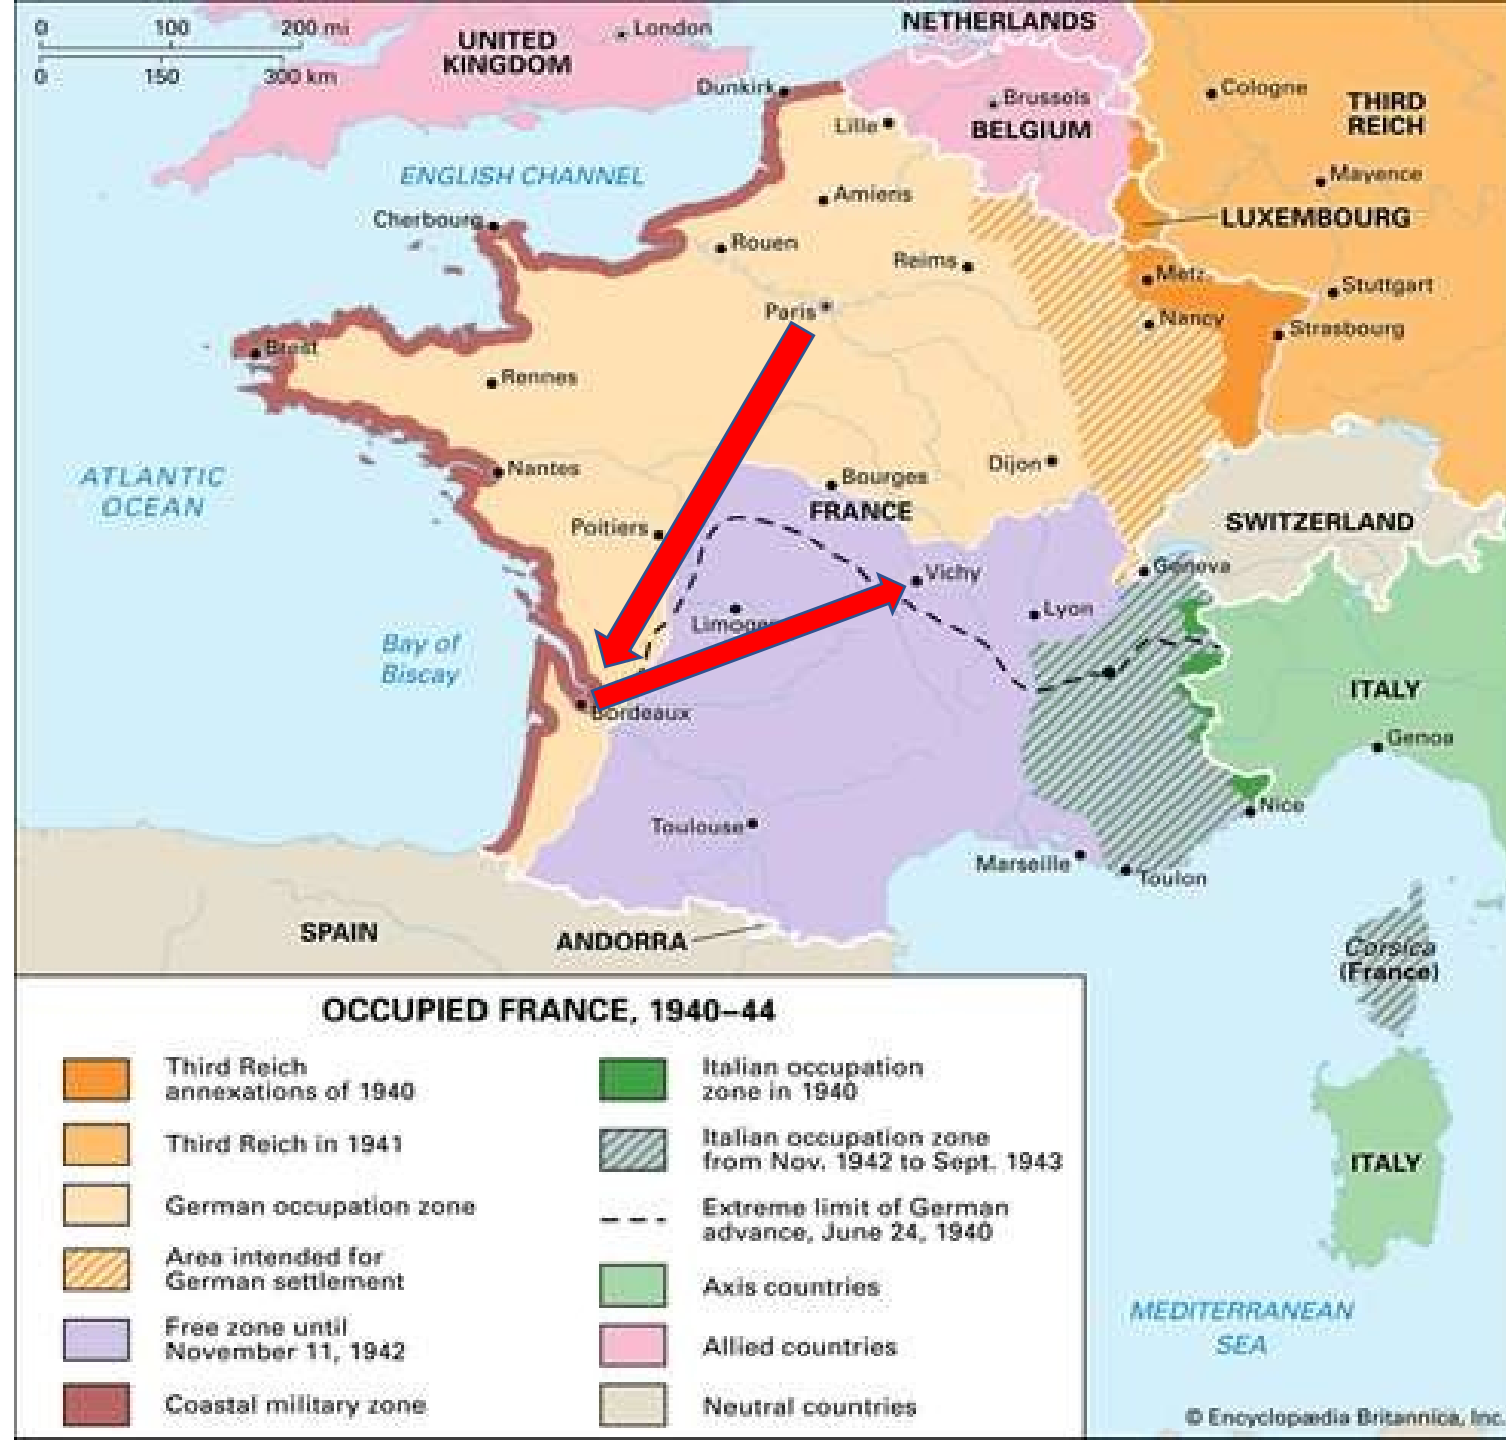 0 100 200 mi
0 150 300 km
London
UNITED
KINGDOM
NETHERLANDS
Dunkirk
Lille
Brussels
BELGIUM
Cologne
THIRD
REICH
Mayence
ENGLISH CHANNEL
Cherbourg
Amiens
LUXEMBOURG
Rouen
Reims
Metz
Stuttgart
Paris
Nancy
Strasbourg
Brest
Rennes
ATLANTIC
OCEAN
Nantes
Bourges
Dijon
FRANCE
SWITZERLAND
Poitiers
Vichy
Geneva
Lyon
Limoges
Bay of
Biscay
Bordeaux
ITALY
Genoa
Nice
Toulouse
Marseille
Toulon
SPAIN
ANDORRA
Corsica
(France)
ITALY
MEDITERRANEAN
SEA
OCCUPIED FRANCE, 1940–44
Third Reich
annexations of 1940
Third Reich in 1941
German occupation zone
Area intended for
German settlement
Free zone until
November 11, 1942
Coastal military zone
Italian occupation
zone in 1940
Italian occupation zone
from Nov. 1942 to Sept. 1943
Extreme limit of German
advance, June 24, 1940
Axis countries
Allied countries
Neutral countries
© Encyclopædia Britannica, Inc.